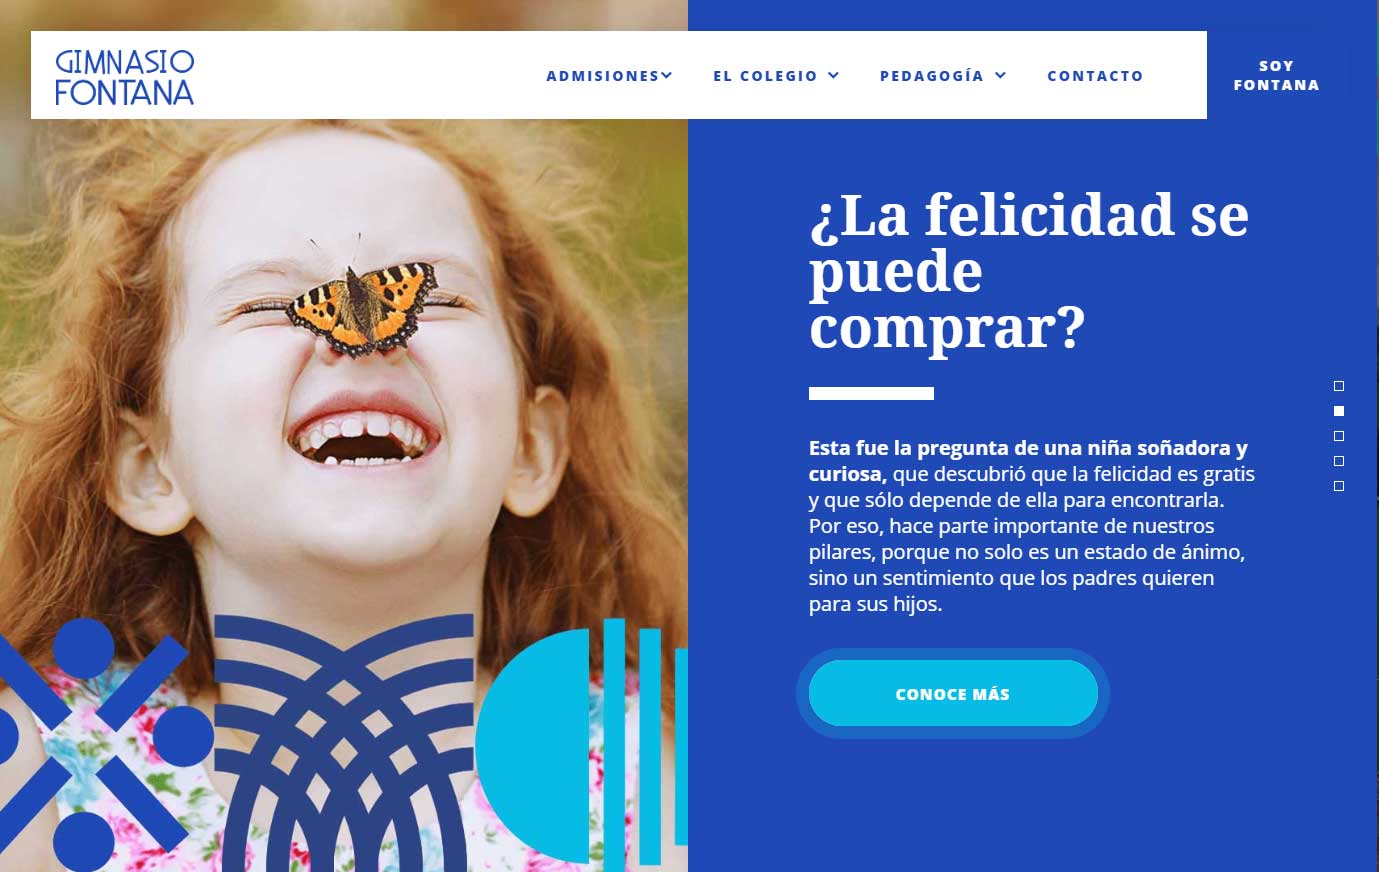 GIMNASIO
FONTANA
ADMISIONES
EL COLEGIO
PEDAGOGÍA
CONTACTO
SOY
FONTANA
¿La felicidad se
puede
comprar?
Esta fue la pregunta de una niña soñadora y
curiosa, que descubrió que la felicidad es gratis
y que sólo depende de ella para encontrarla.
Por eso, hace parte importante de nuestros
pilares, porque no solo es un estado de ánimo,
sino un sentimiento que los padres quieren
para sus hijos.
CONOCE MÁS